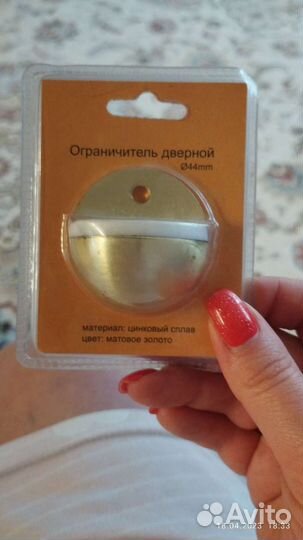 Ограничитель дверной
Ø44mm
материал: цинковый сплав
цвет: матовое золото
Avito
18.04.2023 18:33